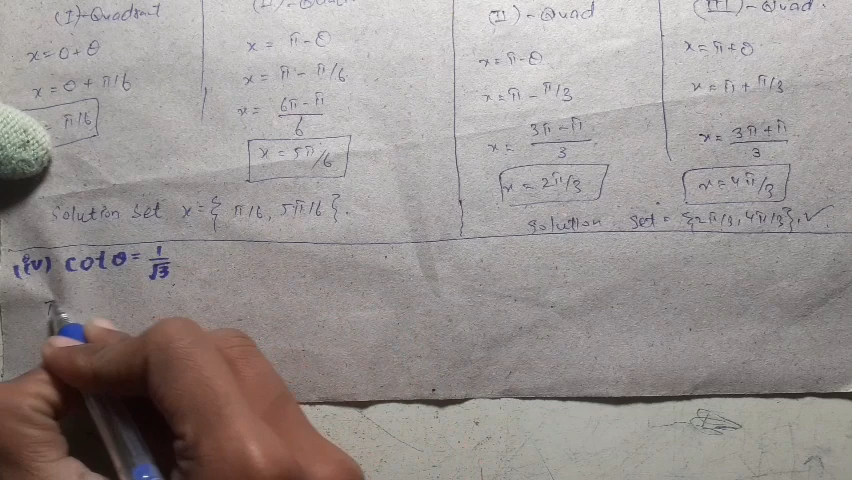 (I)-Quadrant
x = 0 + θ
x = 0 + π/6
= π/6
x = π - θ
x = π - π/6
x = 6π - π / 6
x = 5π/6
Solution Set x = { π/6, 5π/6 }.
(II)-Quad
x = π - θ
x = π - π/3
x = 3π - π / 3
x = 2π/3
(III)-Quad.
x = π + θ
x = π + π/3
x = 3π + π / 3
x = 4π/3
Solution Set = {2π/3, 4π/3}. ✓
(iv) cot θ = 1/√3